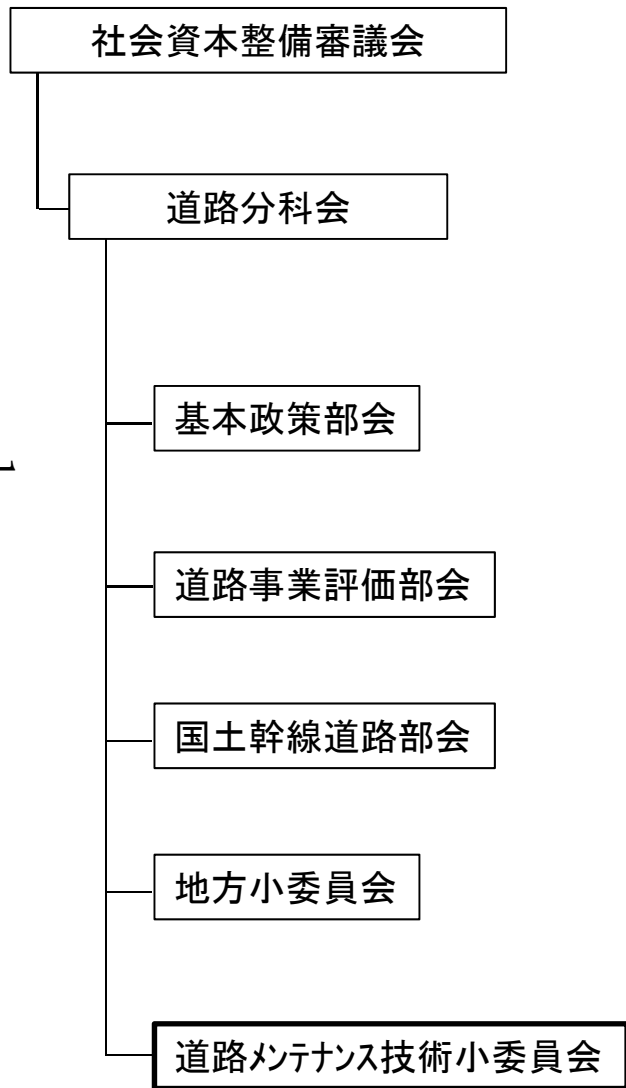 社会資本整備審議会
道路分科会
基本政策部会
道路事業評価部会
国土幹線道路部会
地方小委員会
道路メンテナンス技術小委員会